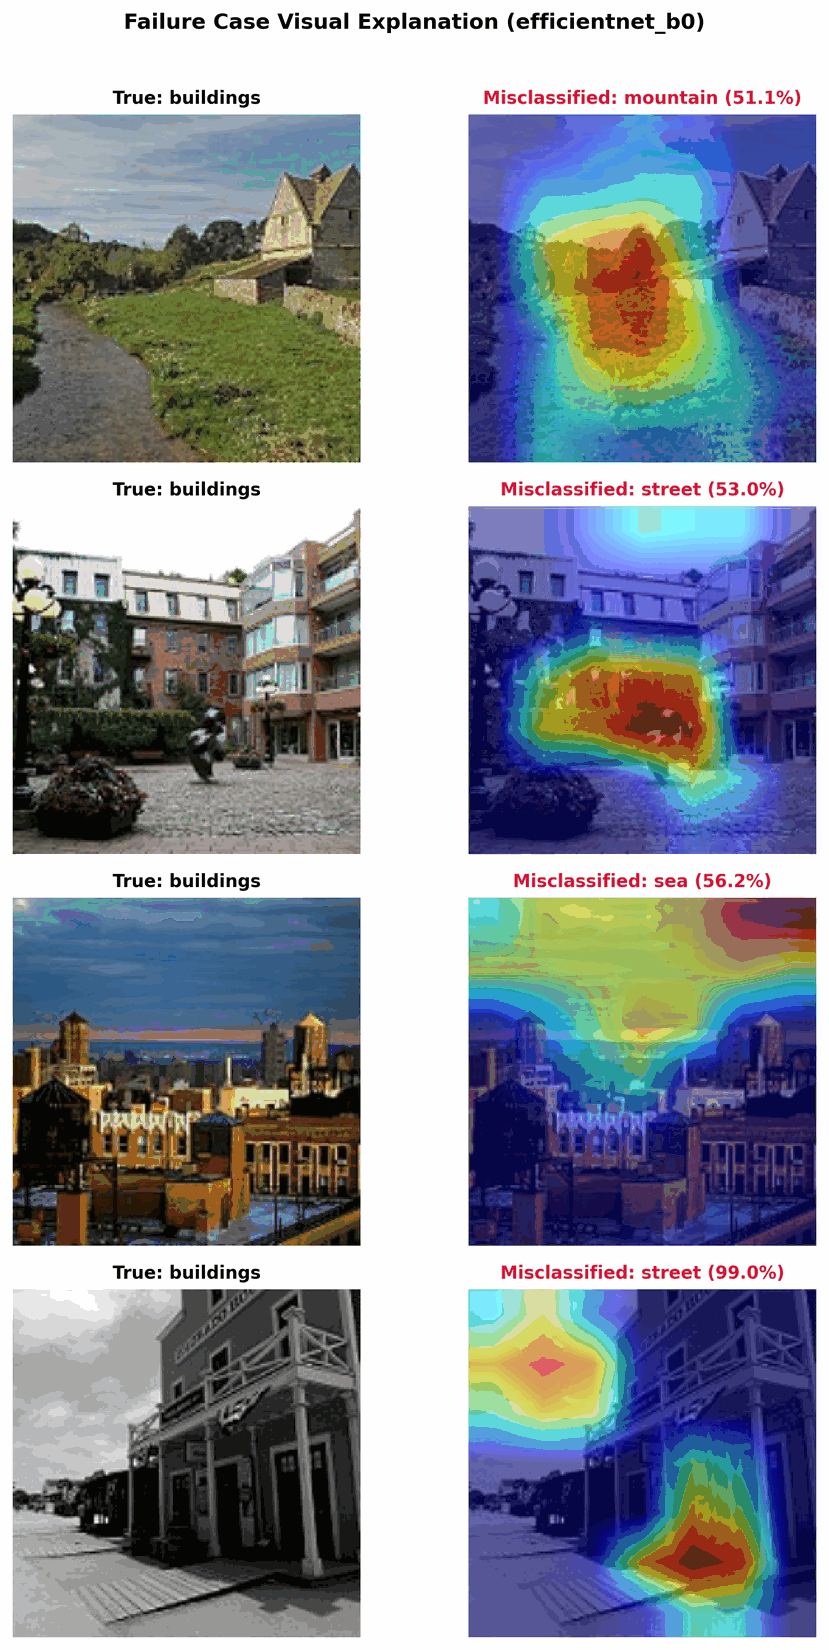 Failure Case Visual Explanation (efficientnet_b0)
True: buildings
Misclassified: mountain (51.1%)
True: buildings
Misclassified: street (53.0%)
True: buildings
Misclassified: sea (56.2%)
True: buildings
Misclassified: street (99.0%)